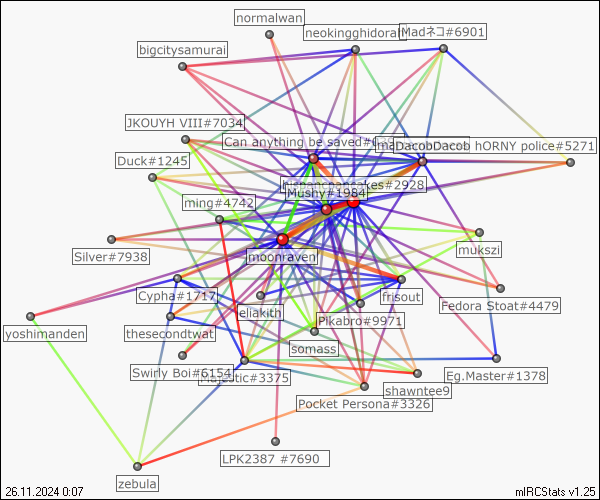 normalwan
neokingghidorah
Madネコ#6901
bigcitysamurai
JKOUYH VIII#7034
Can anything be saved#
DacobDacob HORNY police#5271
Duck#1245
cakes#2928
Mushy#1984
ming#4742
mukszi
Silver#7938
moonraven
Cypha#1717
eliakith
frisout
Fedora Stoat#4479
Pikabro#9971
yoshimanden
thesecondtwat
somass
Swirly Boi#6154
Majestic#3375
Eg.Master#1378
shawntee9
Pocket Persona#3326
LPK2387 #7690
zebula
26.11.2024 0:07
mIRCStats v1.25